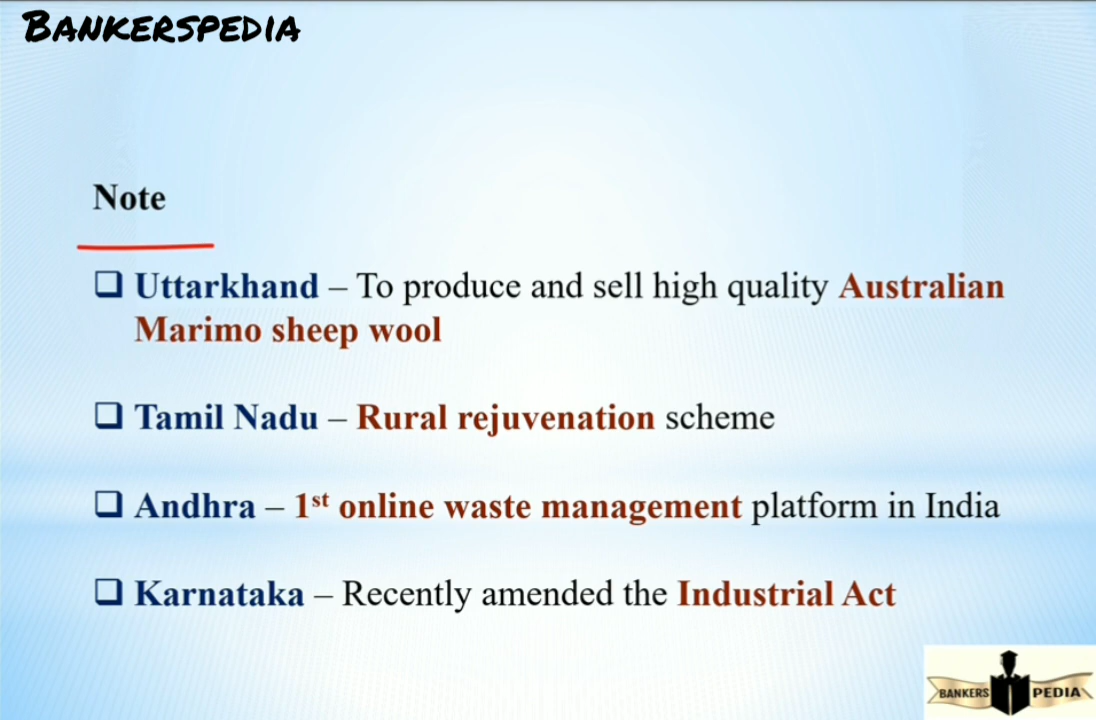 BANKERSPEDIA
Note
Uttarkhand – To produce and sell high quality Australian
Marimo sheep wool
Tamil Nadu – Rural rejuvenation scheme
Andhra – 1st online waste management platform in India
Karnataka – Recently amended the Industrial Act
BANKERS PEDIA